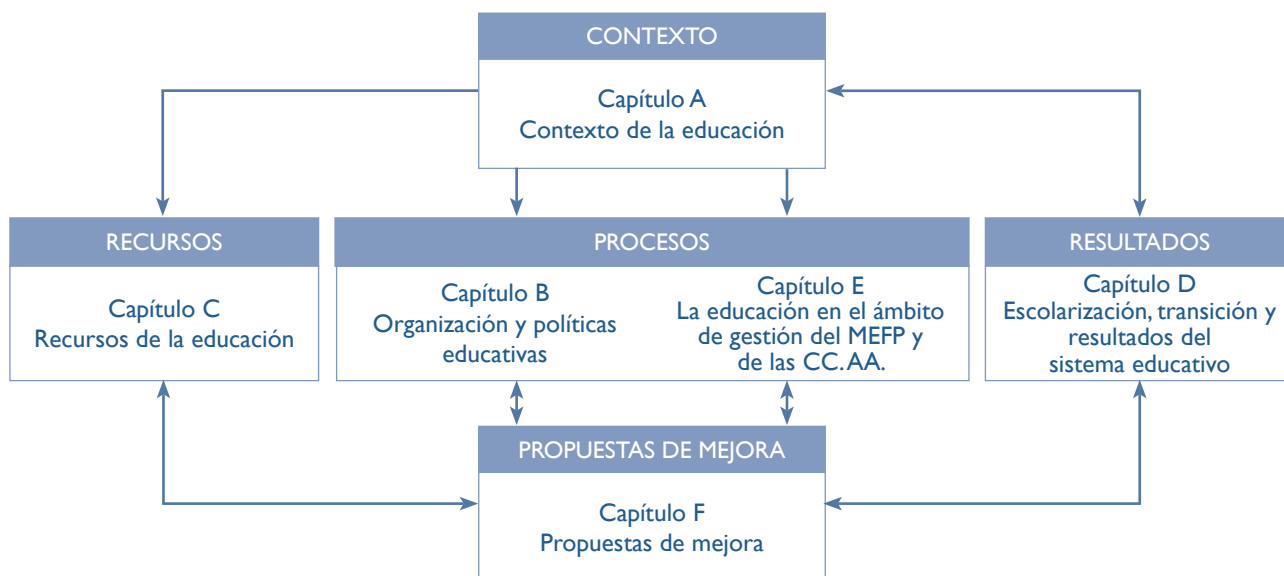 CONTEXTO
Capítulo A
Contexto de la educación
RECURSOS
Capítulo C
Recursos de la educación
PROCESOS
Capítulo B
Organización y políticas
educativas
Capítulo E
La educación en el ámbito
de gestión del MEFP y
de las CC.AA.
RESULTADOS
Capítulo D
Escolarización, transición y
resultados del
sistema educativo
PROPUESTAS DE MEJORA
Capítulo F
Propuestas de mejora